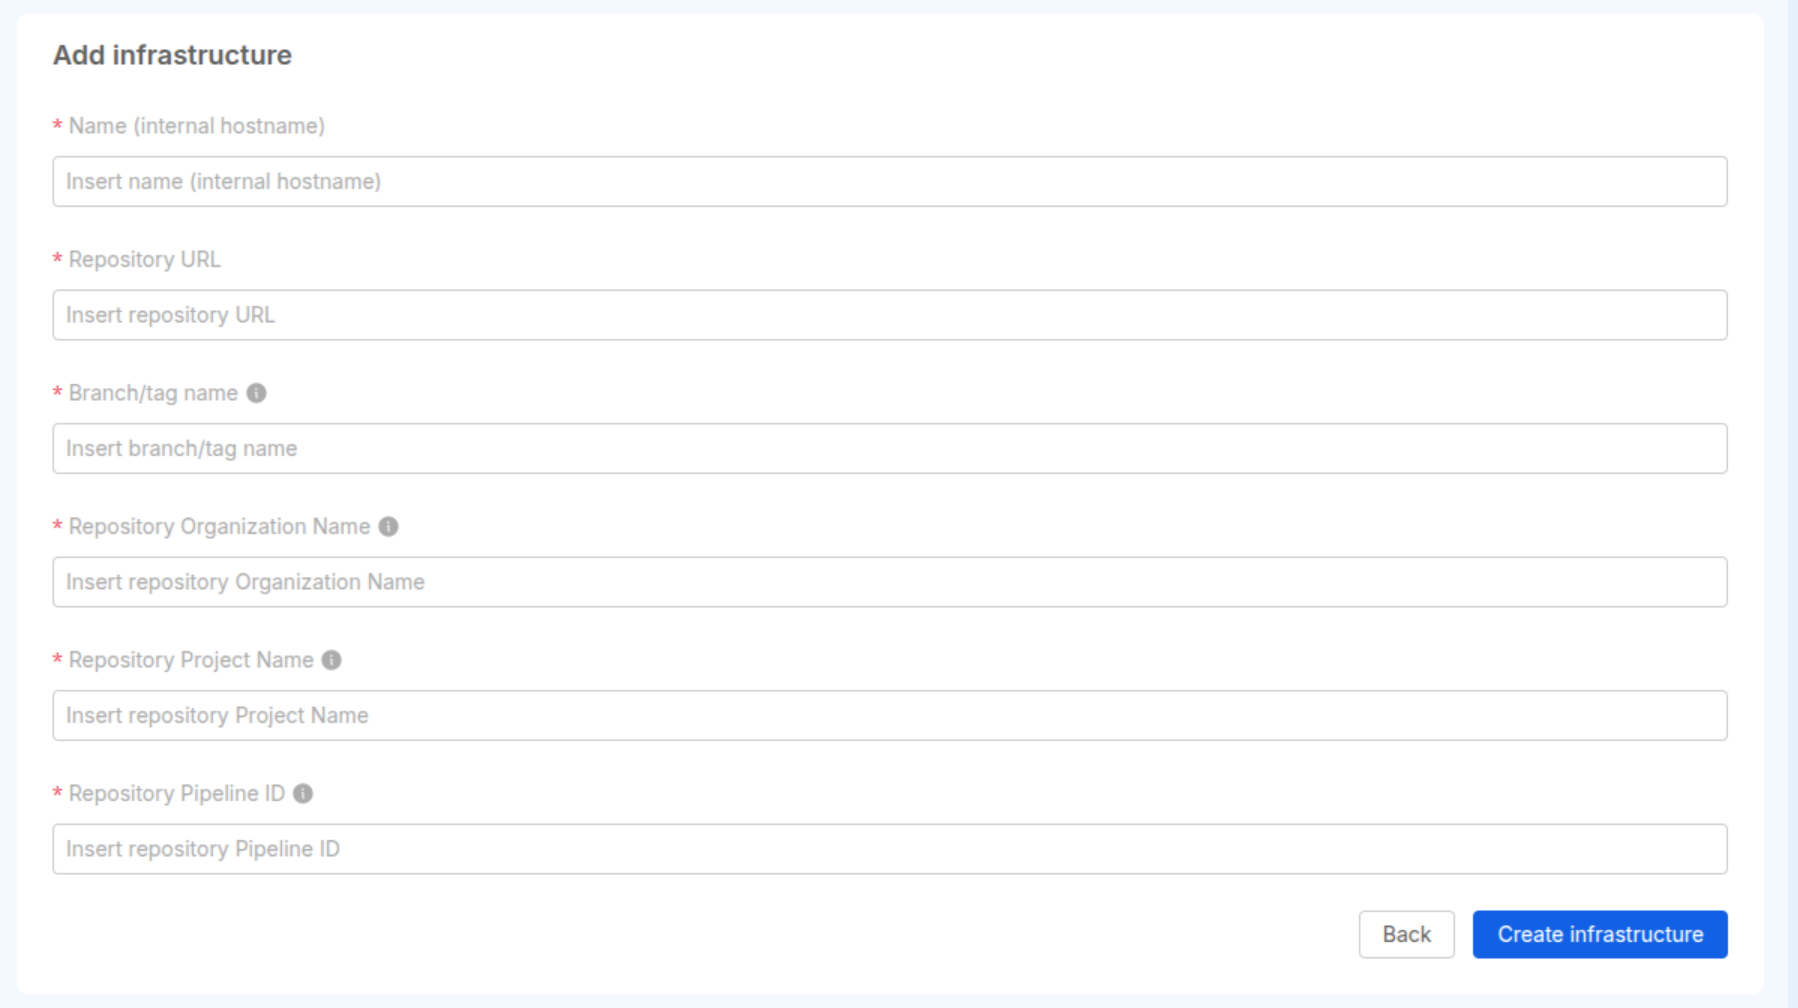 Add infrastructure
* Name (internal hostname)
Insert name (internal hostname)
* Repository URL
Insert repository URL
* Branch/tag name
Insert branch/tag name
* Repository Organization Name
Insert repository Organization Name
* Repository Project Name
Insert repository Project Name
* Repository Pipeline ID
Insert repository Pipeline ID
Back Create infrastructure